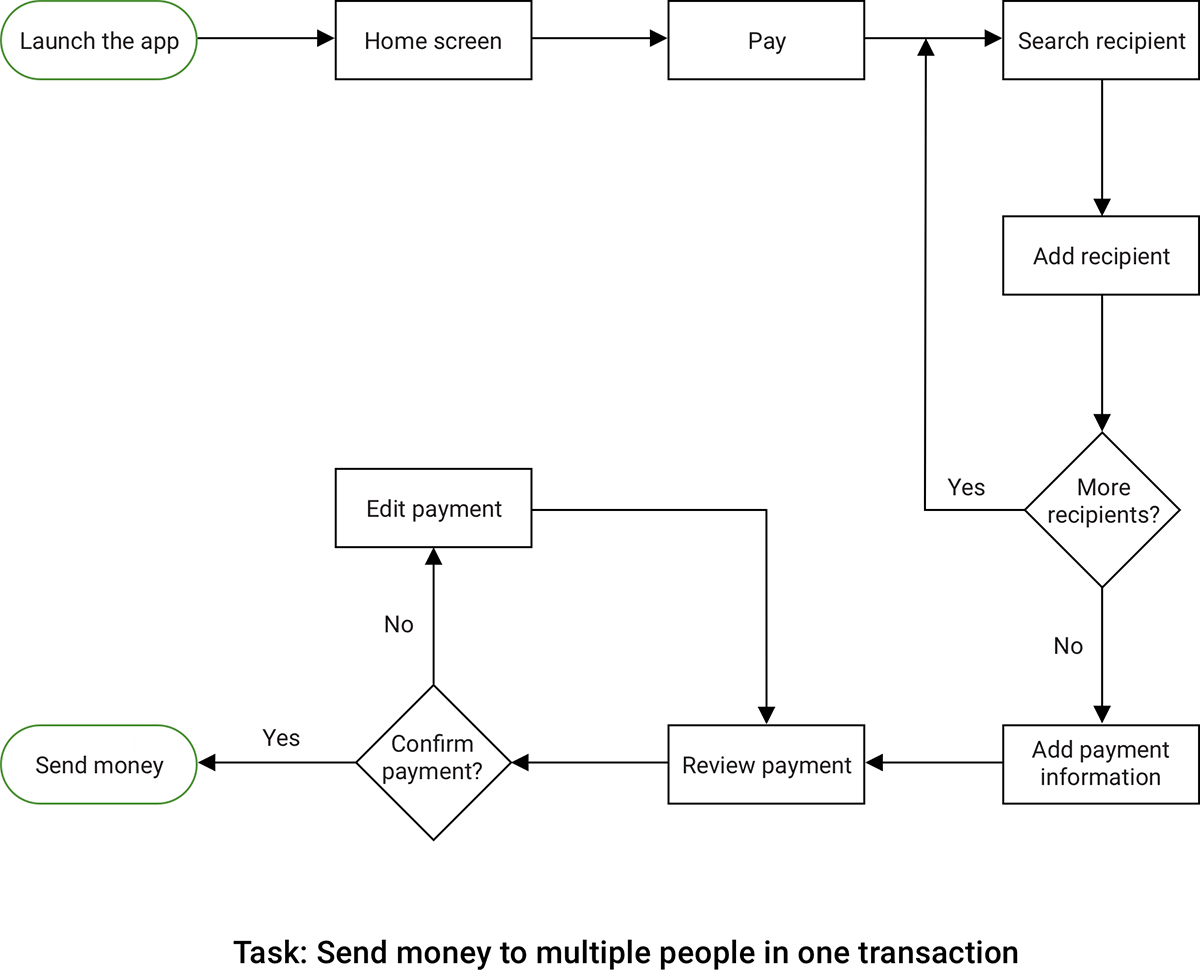 Launch the app
Home screen
Pay
Search recipient
Add recipient
More
recipients?
Yes
No
Edit payment
No
Add payment
information
Review payment
Confirm
payment?
Yes
Send money
Task: Send money to multiple people in one transaction